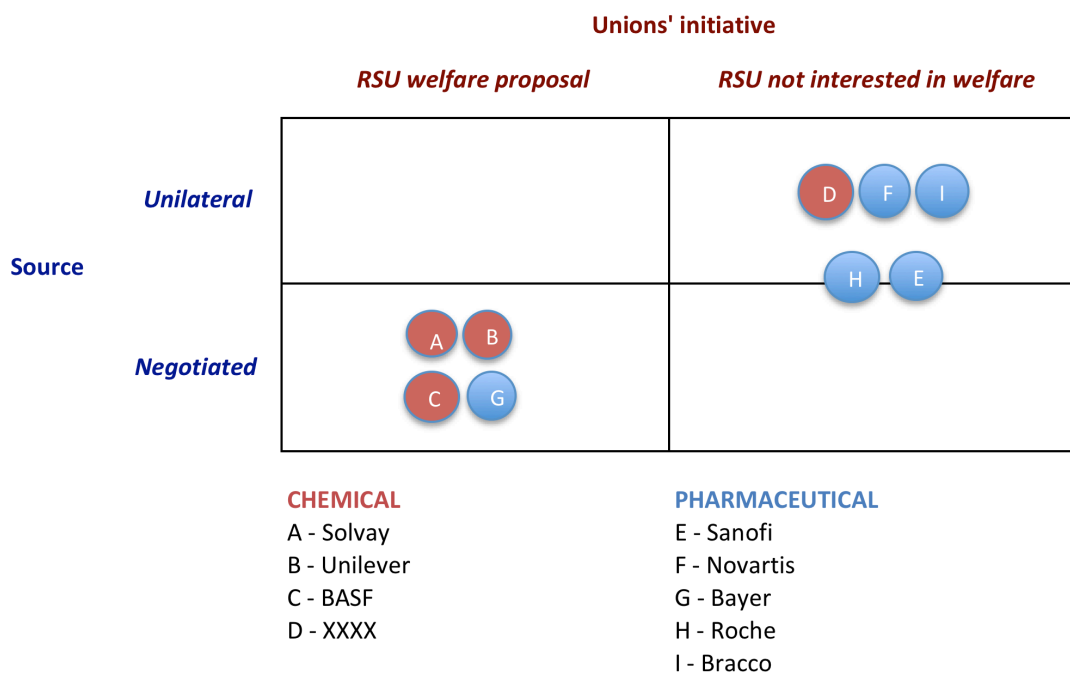 Unions' initiative
RSU welfare proposal
RSU not interested in welfare
Unilateral
D F I
Source
H E
Negotiated
A B
C G
CHEMICAL
A - Solvay
B - Unilever
C - BASF
D - XXXX
PHARMACEUTICAL
E - Sanofi
F - Novartis
G - Bayer
H - Roche
I - Bracco